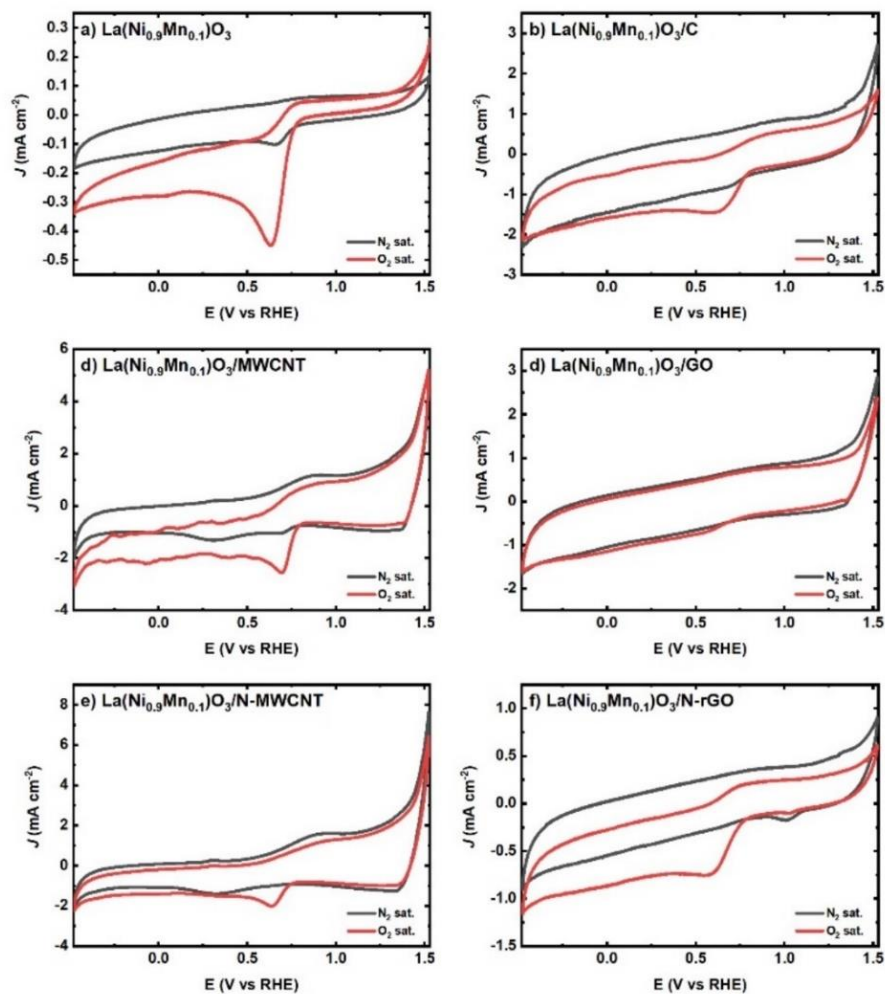 a) La(Ni0.9Mn0.1)O3
0.3
0.2
0.1
0.0
-0.1
-0.2
-0.3
-0.4
-0.5
J (mA cm-2)
N2 sat.
O2 sat.
0.0 0.5 1.0 1.5
E (V vs RHE)
b) La(Ni0.9Mn0.1)O3/C
3
2
1
0
-1
-2
-3
J (mA cm-2)
N2 sat.
O2 sat.
0.0 0.5 1.0 1.5
E (V vs RHE)
d) La(Ni0.9Mn0.1)O3/MWCNT
6
4
2
0
-2
-4
J (mA cm-2)
N2 sat.
O2 sat.
0.0 0.5 1.0 1.5
E (V vs RHE)
d) La(Ni0.9Mn0.1)O3/GO
3
2
1
0
-1
-2
J (mA cm-2)
N2 sat.
O2 sat.
0.0 0.5 1.0 1.5
E (V vs RHE)
e) La(Ni0.9Mn0.1)O3/N-MWCNT
8
6
4
2
0
-2
-4
J (mA cm-2)
N2 sat.
O2 sat.
0.0 0.5 1.0 1.5
E (V vs RHE)
f) La(Ni0.9Mn0.1)O3/N-rGO
1.0
0.5
0.0
-0.5
-1.0
-1.5
J (mA cm-2)
N2 sat.
O2 sat.
0.0 0.5 1.0 1.5
E (V vs RHE)